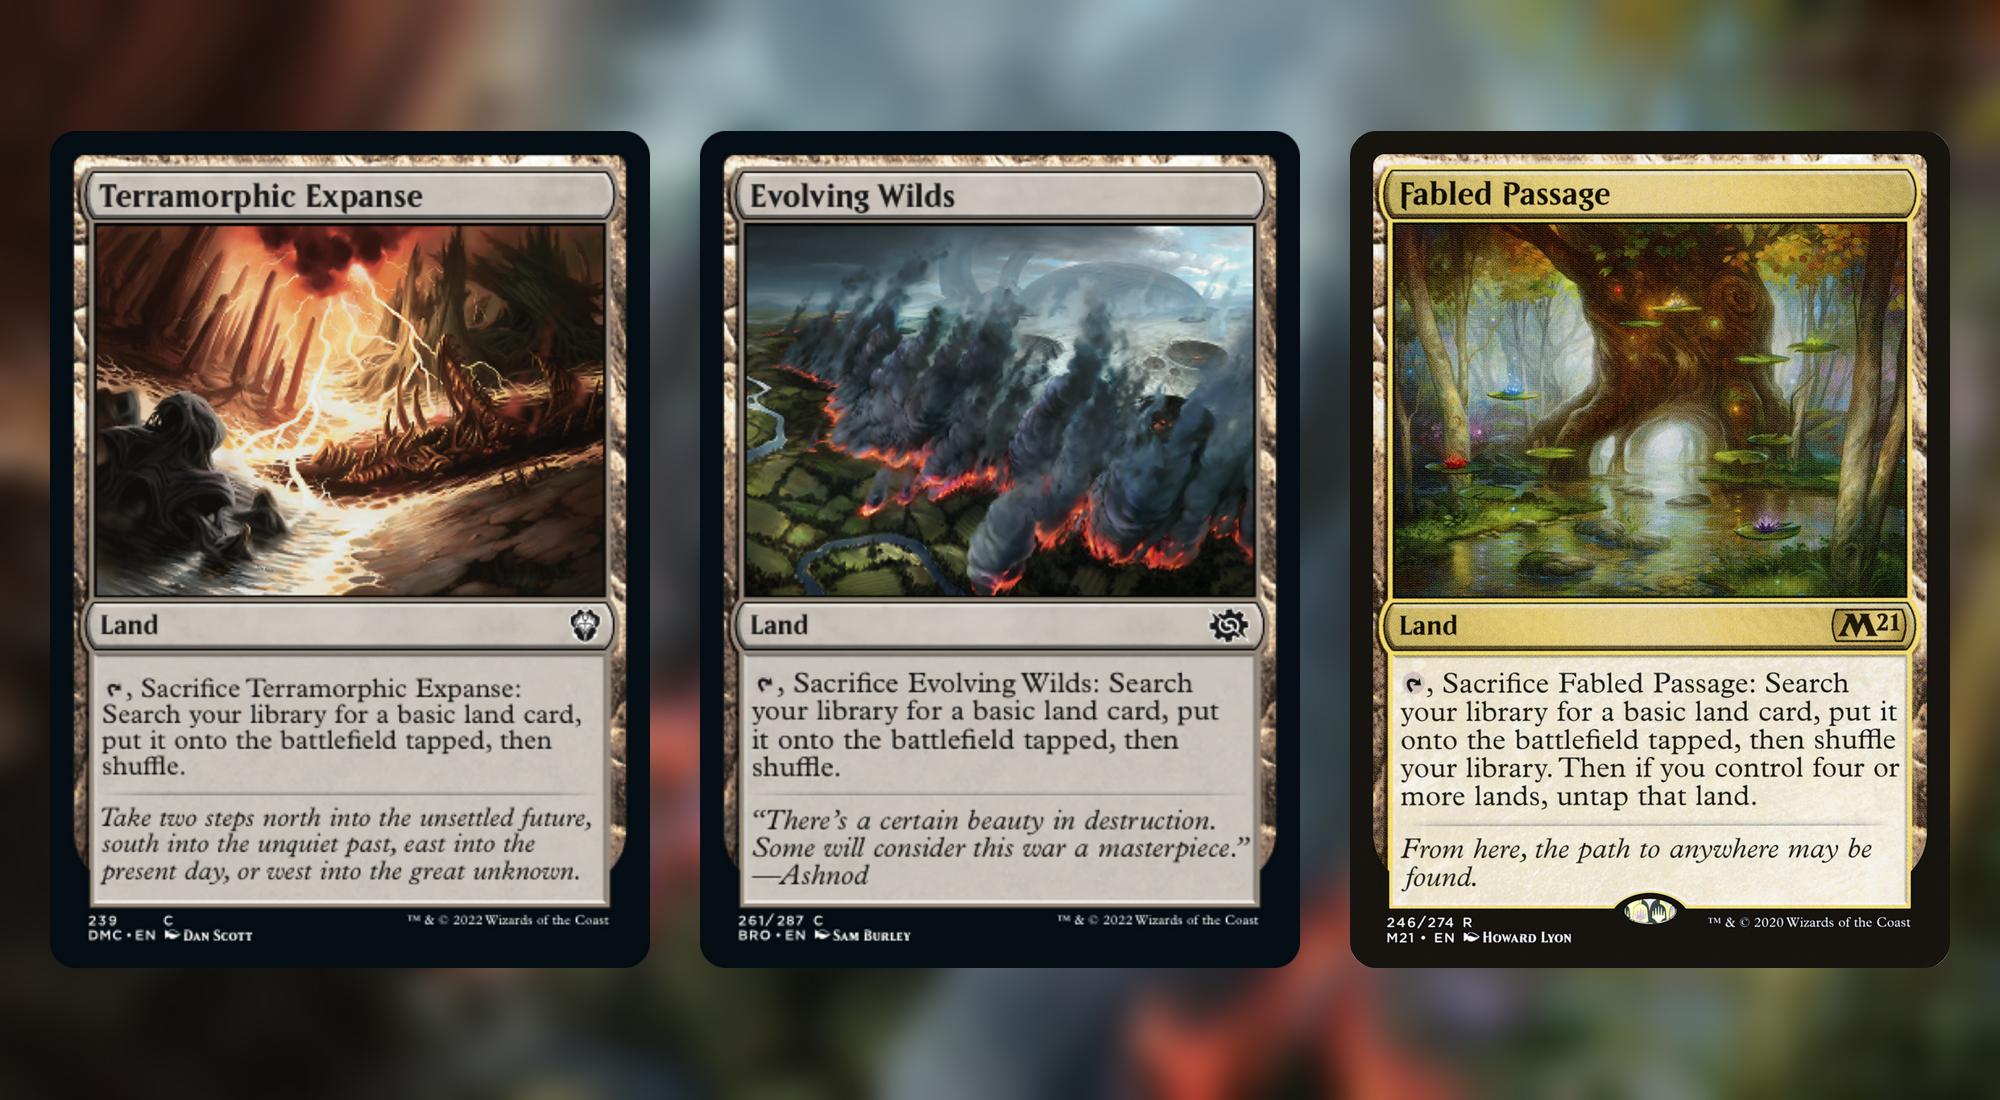 Terramorphic Expanse
Land
, Sacrifice Terramorphic Expanse:
Search your library for a basic land card,
put it onto the battlefield tapped, then
shuffle.
Take two steps north into the unsettled future,
south into the unquiet past, east into the
present day, or west into the great unknown.
239 C
DMC • EN DAN SCOTT
™ & © 2022 Wizards of the Coast
Evolving Wilds
Land
, Sacrifice Evolving Wilds: Search
your library for a basic land card, put
it onto the battlefield tapped, then
shuffle.
“There’s a certain beauty in destruction.
Some will consider this war a masterpiece.”
—Ashnod
261/287 C
BRO • EN SAM BURLEY
™ & © 2022 Wizards of the Coast
Fabled Passage
Land
M21
, Sacrifice Fabled Passage: Search
your library for a basic land card, put it
onto the battlefield tapped, then shuffle
your library. Then if you control four or
more lands, untap that land.
From here, the path to anywhere may be
found.
246/274 R
M21 • EN HOWARD LYON
™ & © 2020 Wizards of the Coast